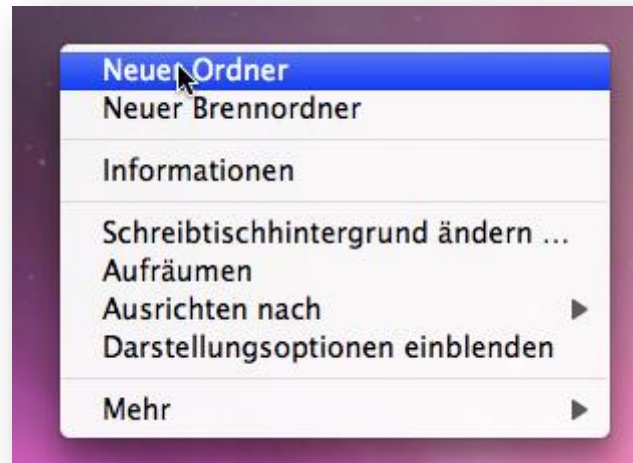 Neuer Ordner
Neuer Brennordner
Informationen
Schreibtischhintergrund ändern ...
Aufräumen
Ausrichten nach
Darstellungsoptionen einblenden
Mehr